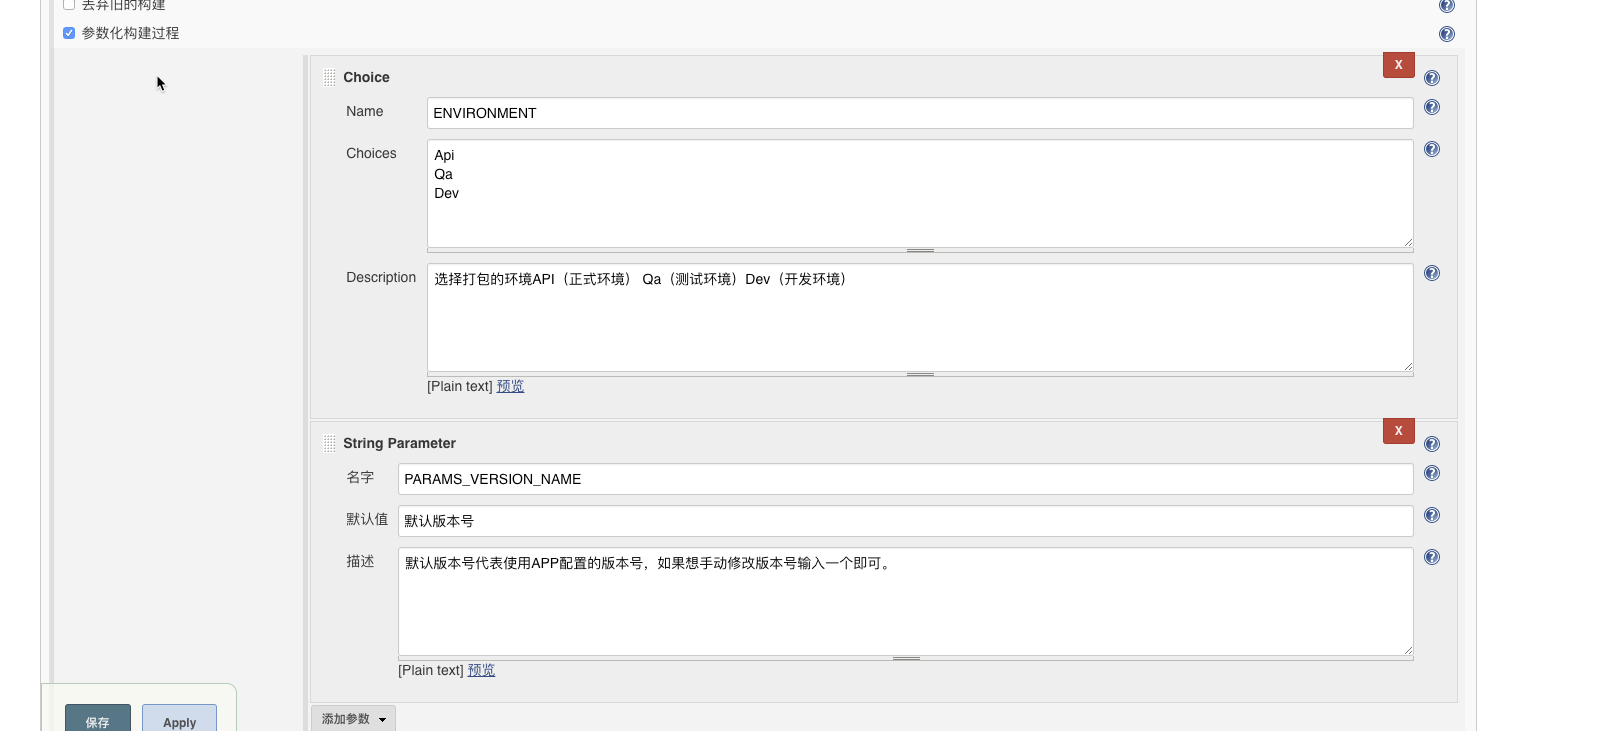 丢弃旧的构建
参数化构建过程
X
Choice
Name
ENVIRONMENT
Choices
Api
Qa
Dev
Description
选择打包的环境API（正式环境） Qa（测试环境）Dev（开发环境）
[Plain text] 预览
X
String Parameter
名字
PARAMS_VERSION_NAME
默认值
默认版本号
描述
默认版本号代表使用APP配置的版本号，如果想手动修改版本号输入一个即可。
[Plain text] 预览
添加参数
保存
Apply